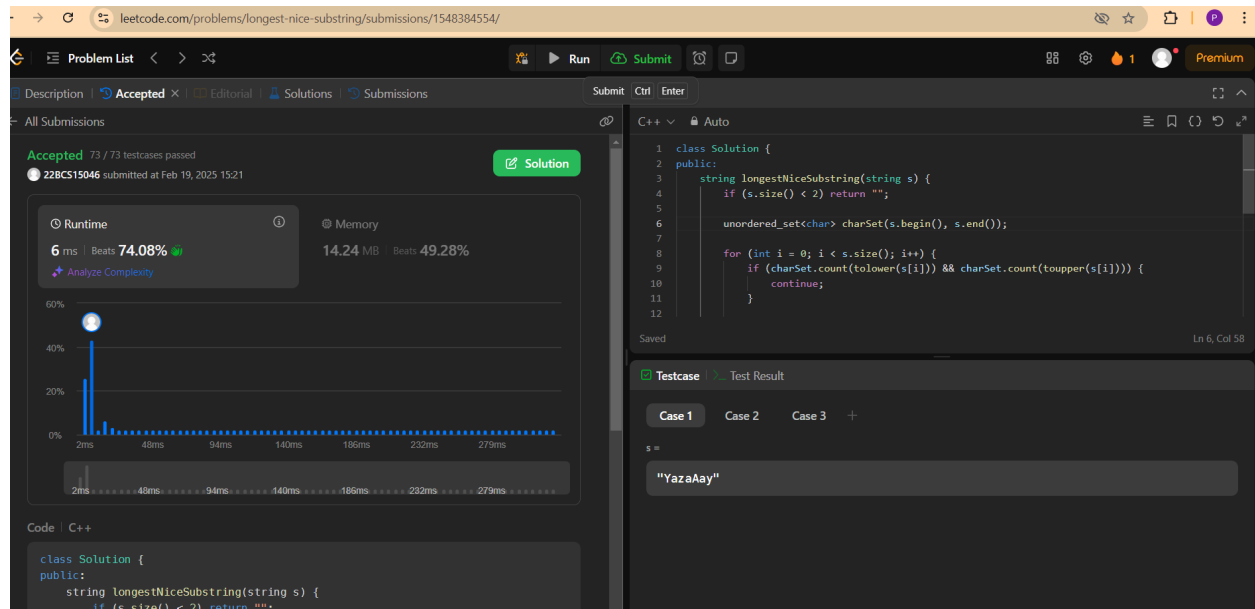 leetcode.com/problems/longest-nice-substring/submissions/1548384554/
P
Problem List
Run
Submit
1
Premium
Description
Accepted
Editorial
Solutions
Submissions
Submit Ctrl Enter
All Submissions
Accepted 73 / 73 testcases passed
22BCS15046 submitted at Feb 19, 2025 15:21
Solution
Runtime
6 ms Beats 74.08%
Analyze Complexity
Memory
14.24 MB Beats 49.28%
60%
40%
20%
0%
2ms 48ms 94ms 140ms 186ms 232ms 279ms
2ms 48ms 94ms 140ms 186ms 232ms 279ms
Code | C++
class Solution {
public:
string longestNiceSubstring(string s) {
if (s.size() < 2) return "";
C++ Auto
1 class Solution {
2 public:
3 string longestNiceSubstring(string s) {
4 if (s.size() < 2) return "";
5
6 unordered_set<char> charSet(s.begin(), s.end());
7
8 for (int i = 0; i < s.size(); i++) {
9 if (charSet.count(tolower(s[i])) && charSet.count(toupper(s[i]))) {
10 continue;
11 }
12
Saved
Ln 6, Col 58
Testcase
Test Result
Case 1 Case 2 Case 3 +
s =
"YazaAay"